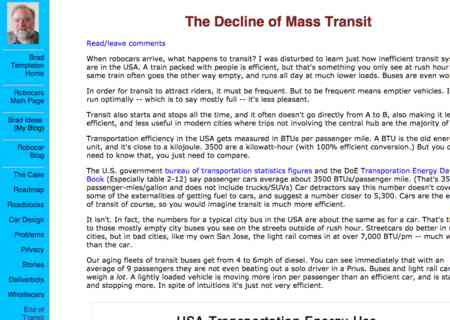 The Decline of Mass Transit
Brad
Templeton
Home
Robocars
Main Page
Brad Ideas
(My Blog)
Robocar
Blog
The Case
Roadmap
Roadblocks
Car Design
Problems
Privacy
Stories
Deliverbots
Whistlecars
End of
Transit
Read/leave comments
When robocars arrive, what happens to transit? I was disturbed to learn just how inefficient transit sy
are in the USA. A train packed with people is efficient, but that's something you only see at rush hour
same train often goes the other way empty, and runs all day at much lower loads. Buses are even wo
In order for transit to attract riders, it must be frequent. But to be frequent means emptier vehicles. I
run optimally -- which is to say mostly full -- it's less pleasant.
Transit also starts and stops all the time, and it often doesn't go directly from A to B, also making it le
efficient, and less useful in modern cities where trips not involving the central hub are the majority of
Transportation efficiency in the USA gets measured in BTUs per passenger mile. A BTU is the old ener
unit, and it's close to a kilojoule. 3500 are a kilowatt-hour (with 100% efficient conversion.) But you d
need to know that, you just need to compare.
The U.S. government bureau of transportation statistics figures and the DoE Transporation Energy Da
Book (Especially table 2-12) say passenger cars average about 3500 BTUs/passenger mile. (That's 35
passenger-miles/gallon and does not include trucks/SUVs) Car detractors say this number doesn't cove
some of the externalities of getting fuel to cars, and suggest a number closer to 5,300. Cars are the e
of transit of course, so you would imagine transit is much more efficient.
It isn't. In fact, the numbers for a typical city bus in the USA are about the same as for a car. That's t
to those mostly empty city buses you see on the streets outside of rush hour. Streetcars do better in s
cities, but in bad cities, like my own San Jose, the light rail comes in at over 7,000 BTU/pm -- much w
than the car.
Our aging fleets of transit buses get from 4 to 6mph of diesel. You can see immediately that with an
average of 9 passengers they are not even beating out a solo driver in a Prius. Buses and light rail car
weigh a lot. A lightly loaded vehicle is moving more iron per passenger than an efficient car, and is sta
and stopping more. In spite of intuitions it's just not very efficient.
USA Transportation Energy Use